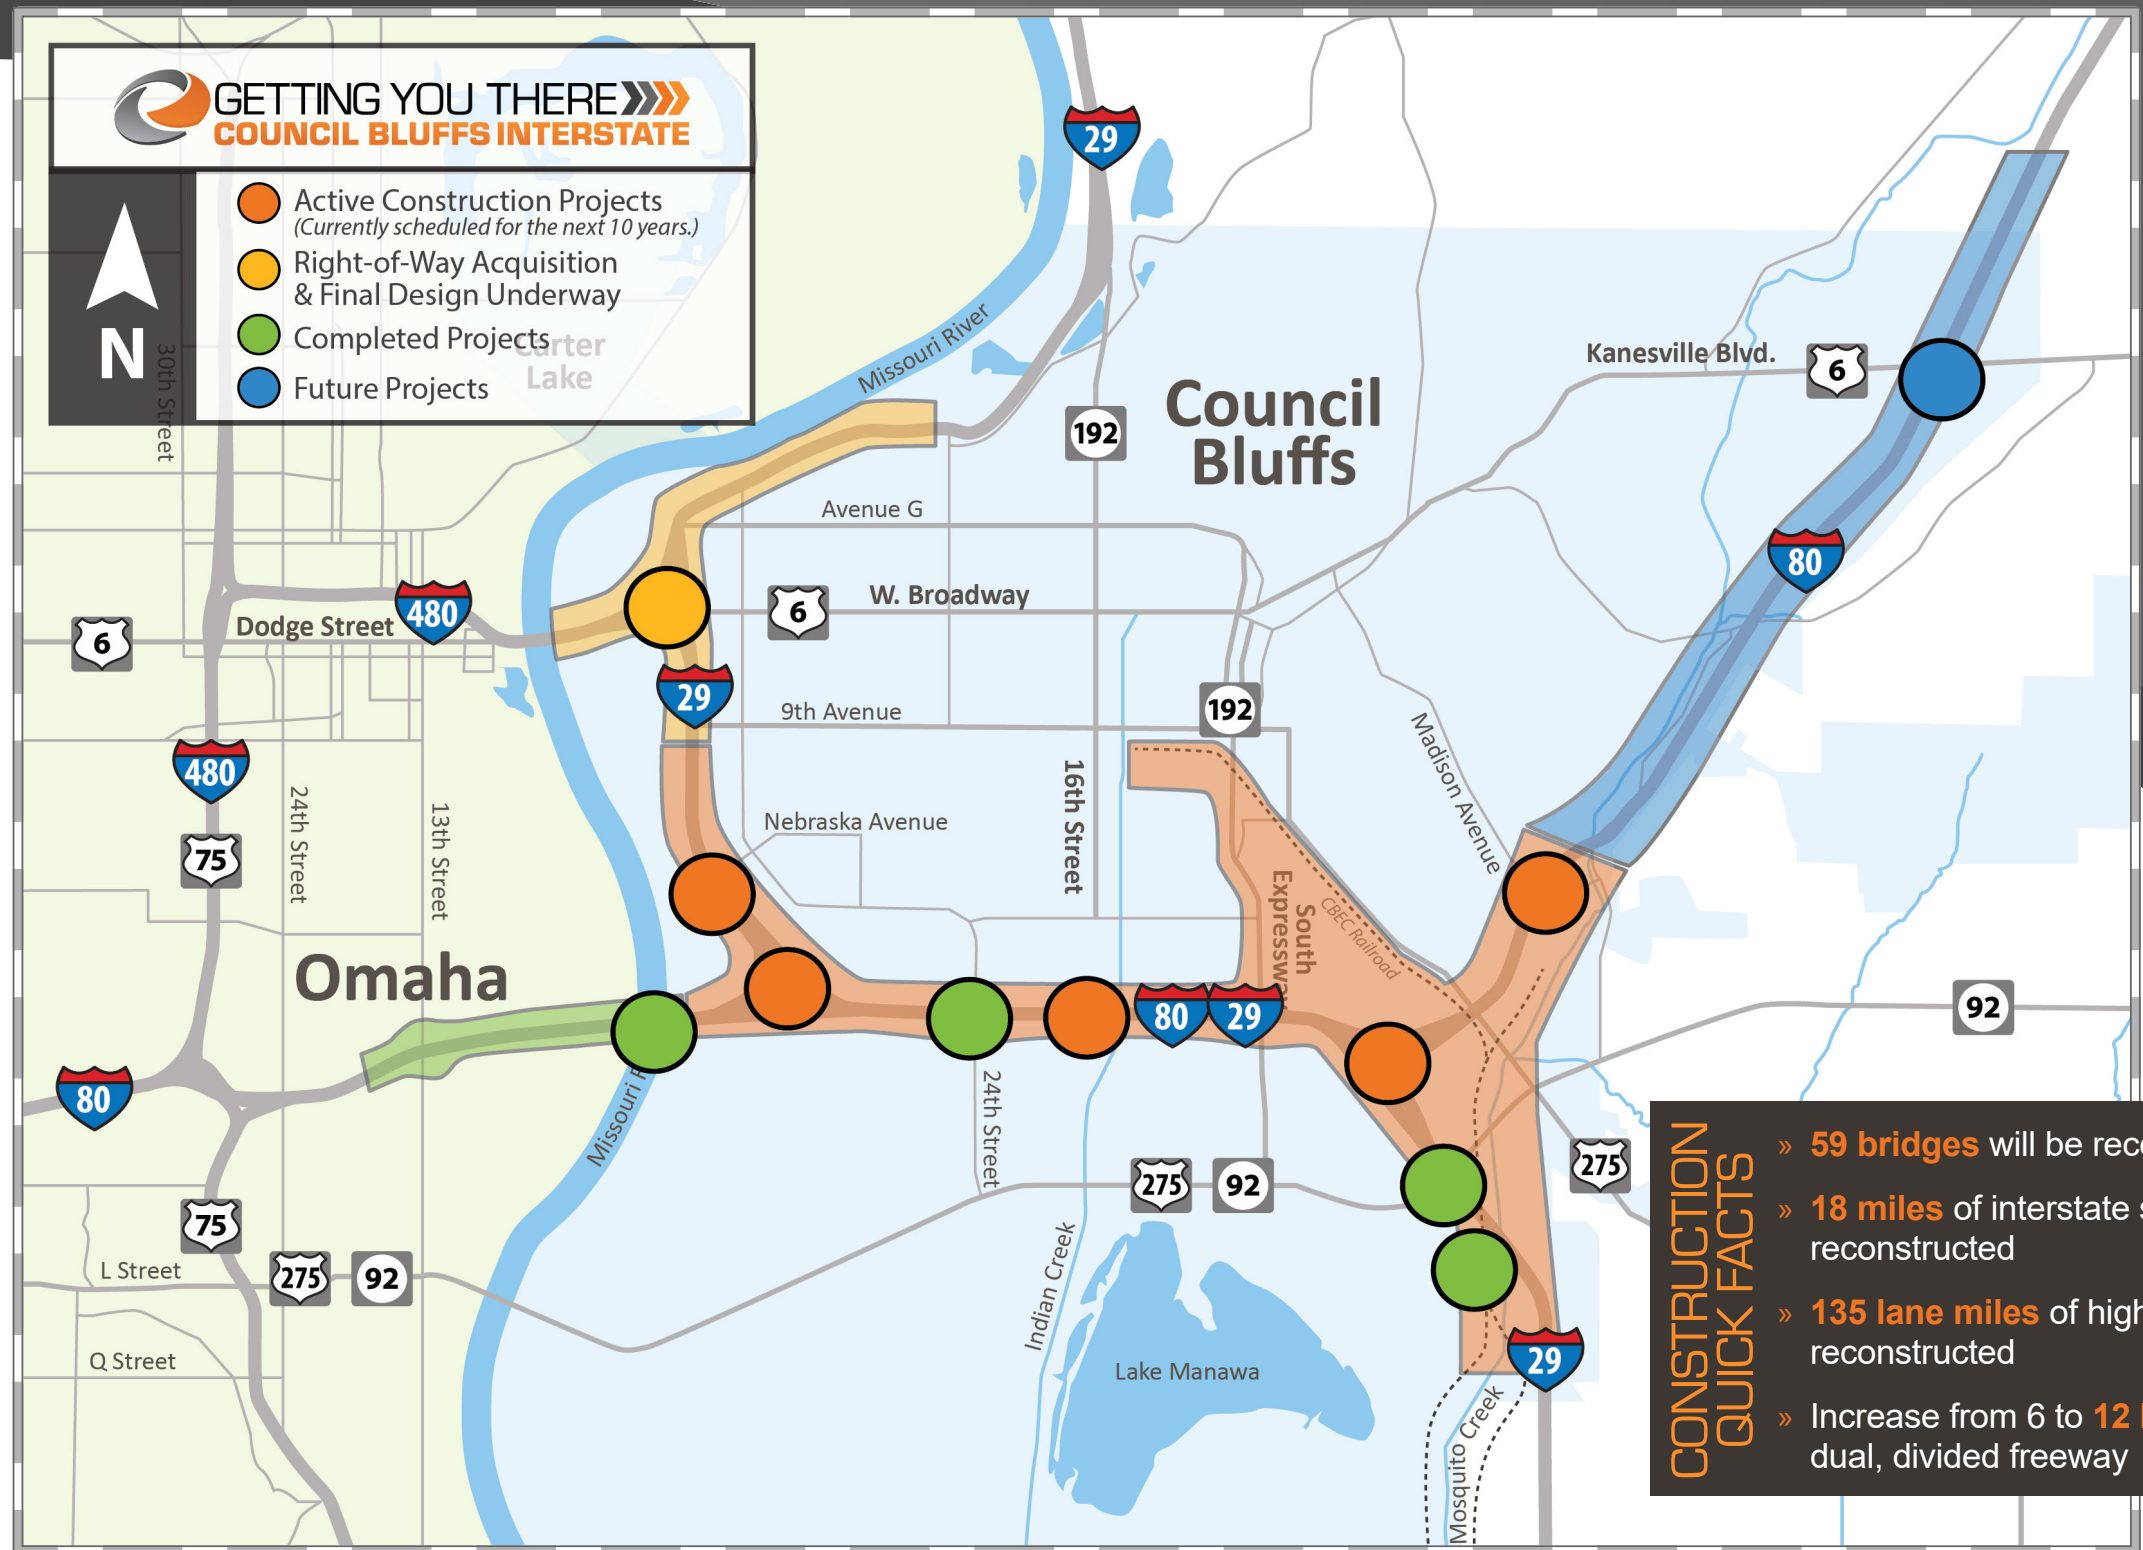 GETTING YOU THERE
COUNCIL BLUFFS INTERSTATE
N
Active Construction Projects
(Currently scheduled for the next 10 years.)
Right-of-Way Acquisition
& Final Design Underway
Completed Projects
Future Projects
Carter
Lake
30th Street
Missouri River
29
192
Council
Bluffs
Kanesville Blvd.
6
Avenue G
80
480
6
W. Broadway
Dodge Street
6
29
9th Avenue
192
Madison Avenue
480
16th Street
24th Street
13th Street
Nebraska Avenue
75
South
Expressway
CBEC Railroad
Omaha
80
29
92
80
Missouri
24th Street
275
92
275
75
L Street
275
92
Indian Creek
Q Street
Lake Manawa
29
Mosquito Creek
CONSTRUCTION
QUICK FACTS
» 59 bridges will be
» 18 miles of interstate
reconstructed
» 135 lane miles of
reconstructed
» Increase from 6 to 12
dual, divided freeway